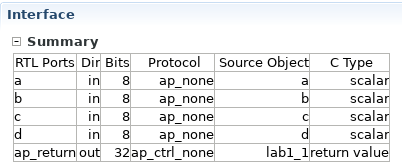 Interface
Summary
RTL Ports Dir Bits Protocol Source Object C Type
a in 8 ap_none a scalar
b in 8 ap_none b scalar
c in 8 ap_none c scalar
d in 8 ap_none d scalar
ap_return out 32 ap_ctrl_none lab1_1 return value